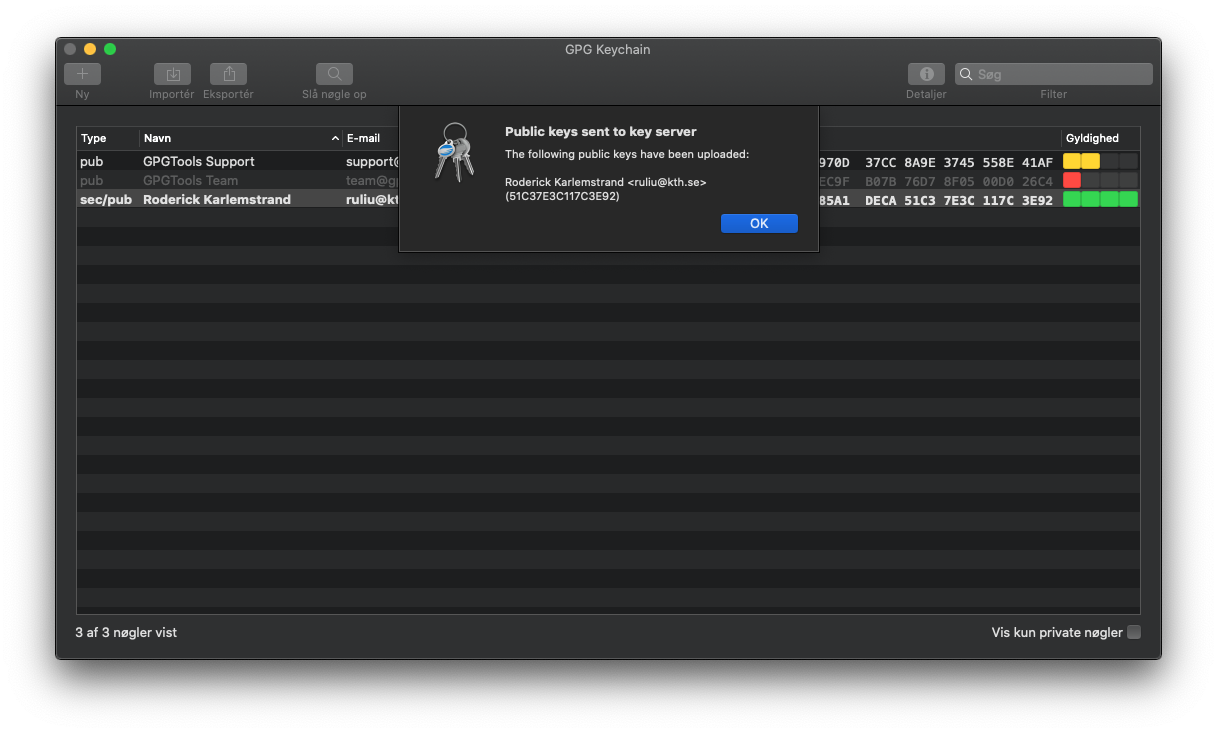 GPG Keychain
Ny
Importér
Eksportér
Slå nøgle op
Detaljer
Søg
Filter
Public keys sent to key server
The following public keys have been uploaded:
Roderick Karlemstrand <ruliu@kth.se>
(51C37E3C117C3E92)
OK
Type Navn E-mail Gyldighed
pub GPGTools Support support@ 970D 37CC 8A9E 3745 558E 41AF
pub GPGTools Team team@gp EC9F B07B 76D7 8F05 00D0 26C4
sec/pub Roderick Karlemstrand ruliu@kt 85A1 DECA 51C3 7E3C 117C 3E92
3 af 3 nøgler vist
Vis kun private nøgler